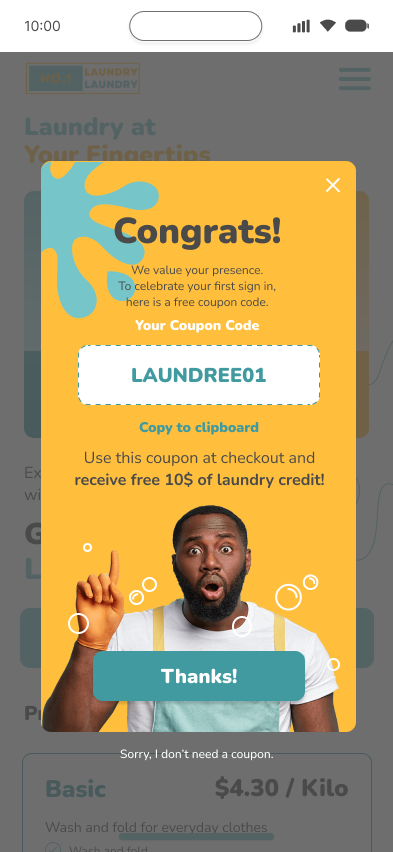 10:00
NO.1
LAUNDRY
LAUNDRY
Laundry at
Your Fingertips
Congrats!
We value your presence.
To celebrate your first sign in,
here is a free coupon code.
Your Coupon Code
LAUNDREE01
Copy to clipboard
Use this coupon at checkout and
receive free 10$ of laundry credit!
Thanks!
Sorry, I don't need a coupon.
Basic
$4.30 / Kilo
Wash and fold for everyday clothes
Wash and fold